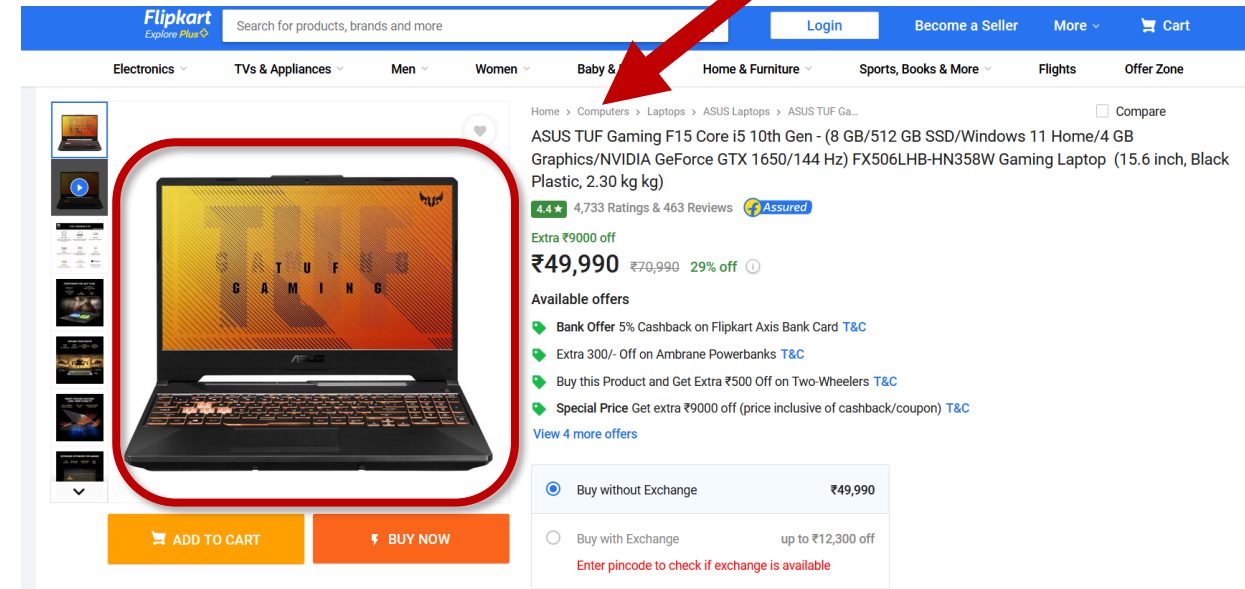 Flipkart
Explore Plus
Search for products, brands and more
Login
Become a Seller
More
Cart
Electronics
TVs & Appliances
Men
Women
Baby &
Home & Furniture
Sports, Books & More
Flights
Offer Zone
Home > Computers > Laptops > ASUS Laptops > ASUS TUF Ga...
Compare
ASUS TUF Gaming F15 Core i5 10th Gen - (8 GB/512 GB SSD/Windows 11 Home/4 GB
Graphics/NVIDIA GeForce GTX 1650/144 Hz) FX506LHB-HN358W Gaming Laptop (15.6 inch, Black
Plastic, 2.30 kg kg)
4.4★ 4,733 Ratings & 463 Reviews Assured
Extra ₹9000 off
₹49,990 ₹70,990 29% off
Available offers
Bank Offer 5% Cashback on Flipkart Axis Bank Card T&C
Extra 300/- Off on Ambrane Powerbanks T&C
Buy this Product and Get Extra ₹500 Off on Two-Wheelers T&C
Special Price Get extra ₹9000 off (price inclusive of cashback/coupon) T&C
View 4 more offers
Buy without Exchange ₹49,990
Buy with Exchange up to ₹12,300 off
Enter pincode to check if exchange is available
TUF
TUF
GAMING
ASUS
ADD TO CART
BUY NOW